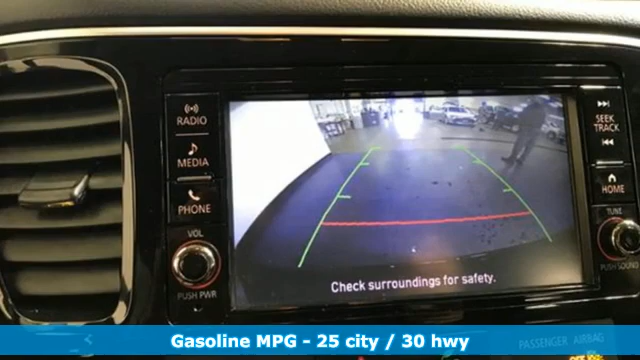 RADIO
MEDIA
PHONE
VOL
PUSH PWR
SEEK
TRACK
HOME
TUNE
PUSH SOUND
Check surroundings for safety.
Gasoline MPG - 25 city / 30 hwy
PASSENGER AIRBAG
OFF